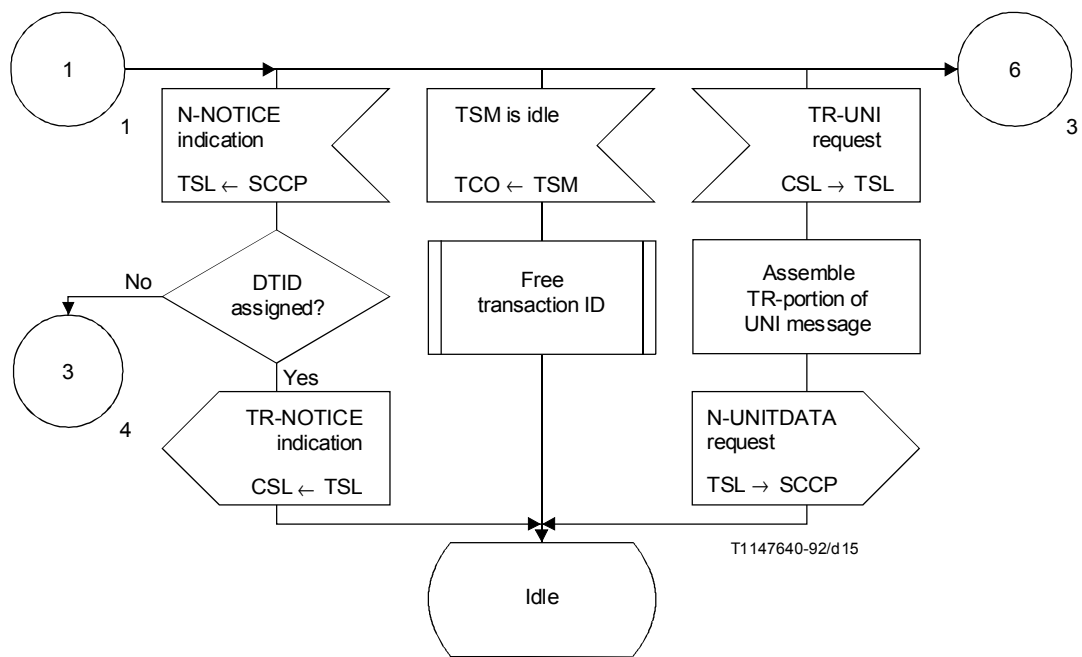 1
1
6
3
N-NOTICE
indication
TSL ← SCCP
TSM is idle
TCO ← TSM
TR-UNI
request
CSL → TSL
No
DTID
assigned?
Yes
3
4
Free
transaction ID
Assemble
TR-portion of
UNI message
TR-NOTICE
indication
CSL ← TSL
N-UNITDATA
request
TSL → SCCP
T1147640-92/d15
Idle